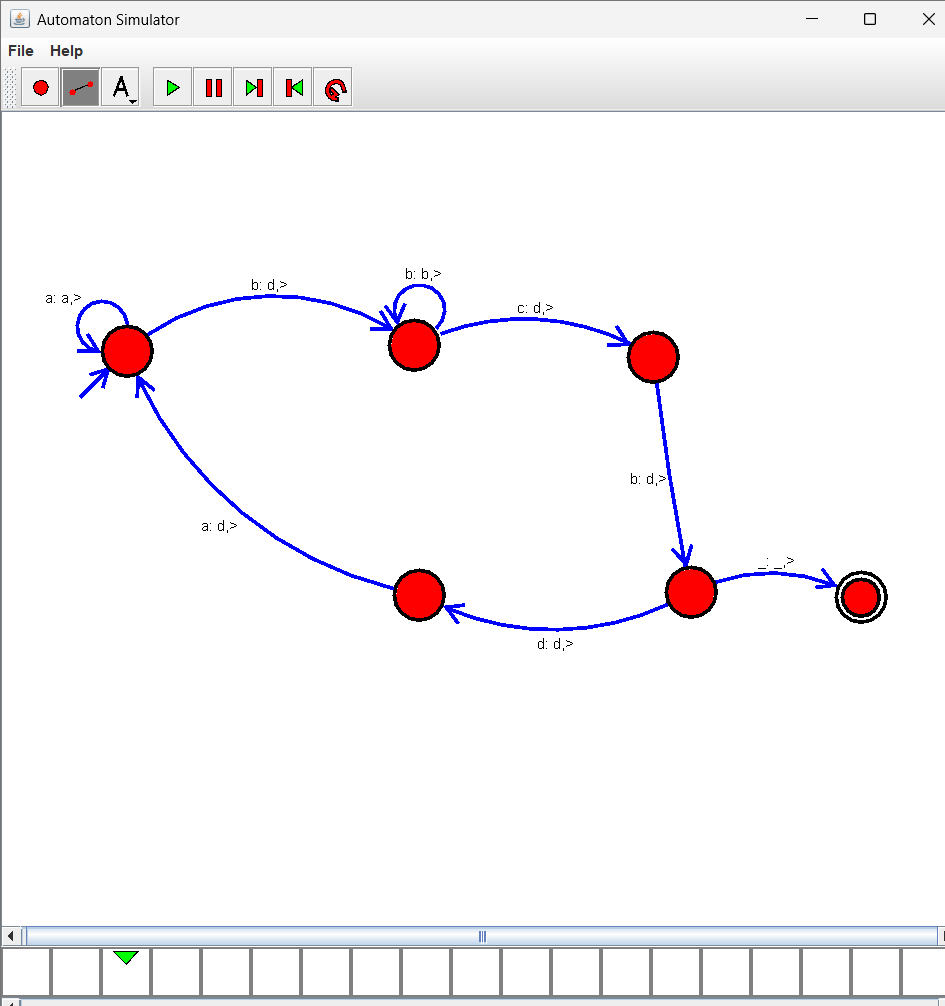 Automaton Simulator
File Help
A
b: b,>
b: d,>
a: a,>
c: d,>
b: d,>
a: d,>
_: _,>
d: d,>